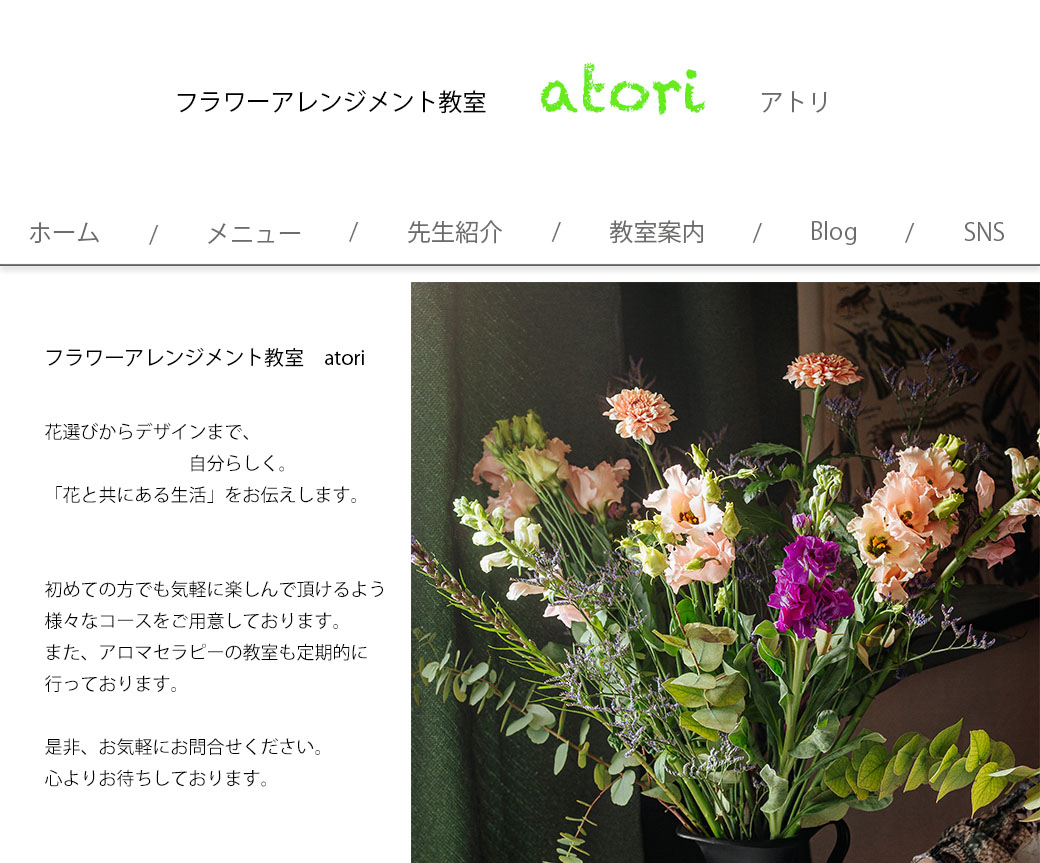 フラワーアレンジメント教室 atori アトリ
ホーム / メニュー / 先生紹介 / 教室案内 / Blog / SNS
フラワーアレンジメント教室　atori
花選びからデザインまで、
自分らしく。
「花と共にある生活」をお伝えします。
初めての方でも気軽に楽しんで頂けるよう
様々なコースをご用意しております。
また、アロマセラピーの教室も定期的に
行っております。
是非、お気軽にお問合せください。
心よりお待ちしております。